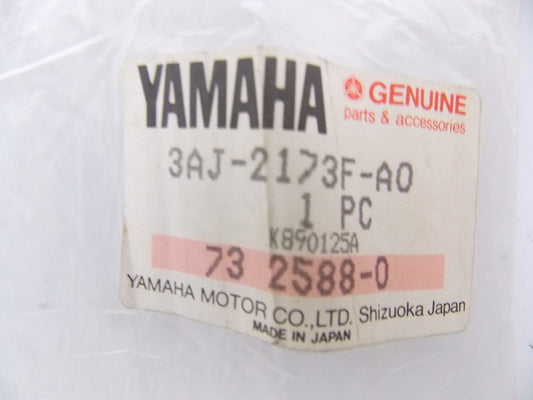 YAMAHA
GENUINE
parts & accessories
3AJ-2173F-A0
1 PC
K890125A
73 2588-0
YAMAHA MOTOR CO.,LTD. Shizuoka Japan
MADE IN JAPAN